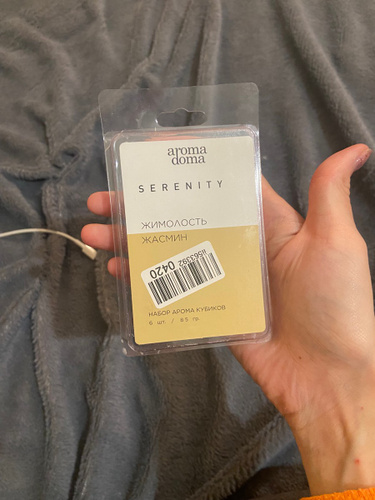 aroma
doma
SERENITY
ЖИМОЛОСТЬ
ЖАСМИН
0420
НАБОР АРОМА КУБИКОВ
6 шт. / 85 гр.